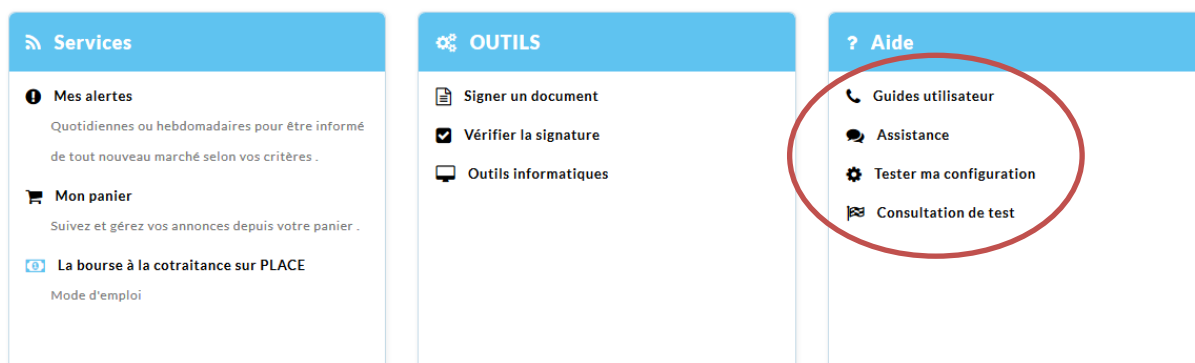 Services
Mes alertes
Quotidiennes ou hebdomadaires pour être informé
de tout nouveau marché selon vos critères .
Mon panier
Suivez et gérez vos annonces depuis votre panier .
La bourse à la cotraitance sur PLACE
Mode d'emploi
OUTILS
Signer un document
Vérifier la signature
Outils informatiques
? Aide
Guides utilisateur
Assistance
Tester ma configuration
Consultation de test